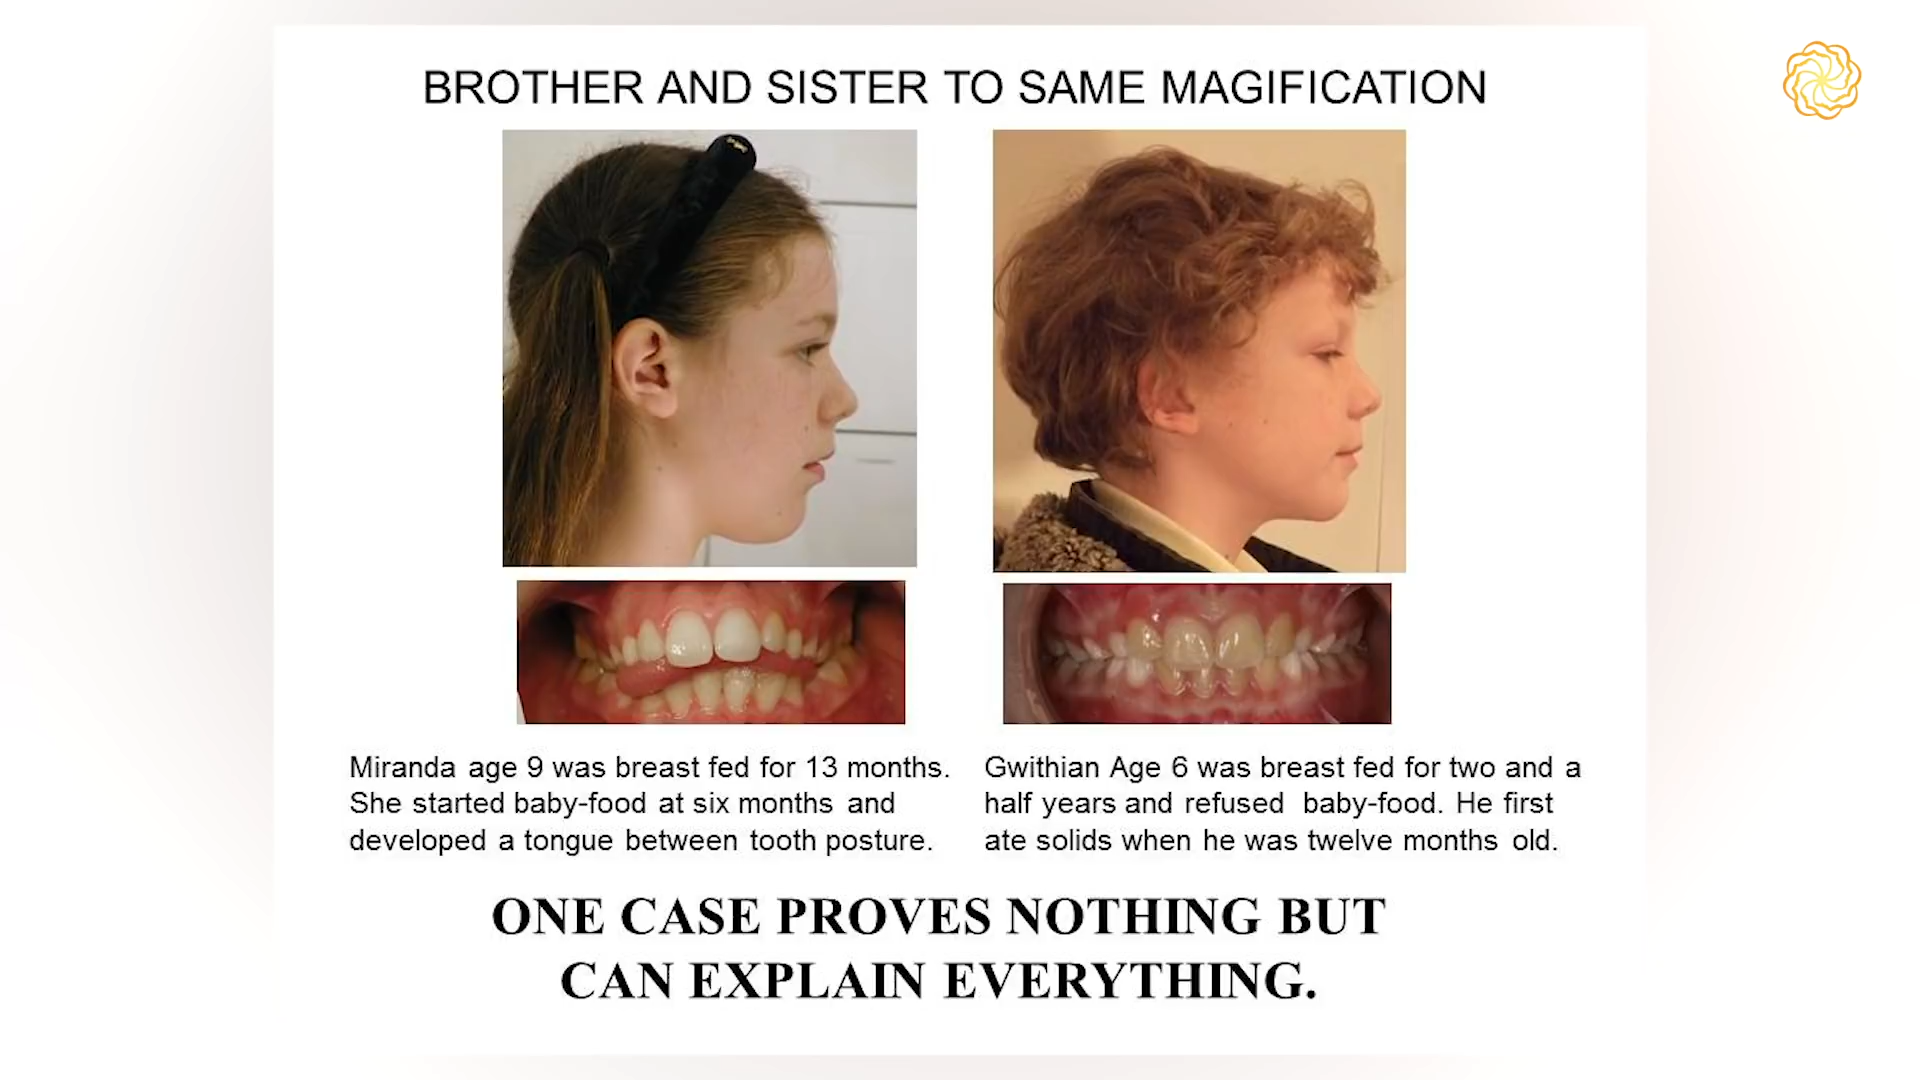 BROTHER AND SISTER TO SAME MAGIFICATION
Miranda age 9 was breast fed for 13 months.
She started baby-food at six months and
developed a tongue between tooth posture.
Gwithian Age 6 was breast fed for two and a
half years and refused baby-food. He first
ate solids when he was twelve months old.
ONE CASE PROVES NOTHING BUT
CAN EXPLAIN EVERYTHING.